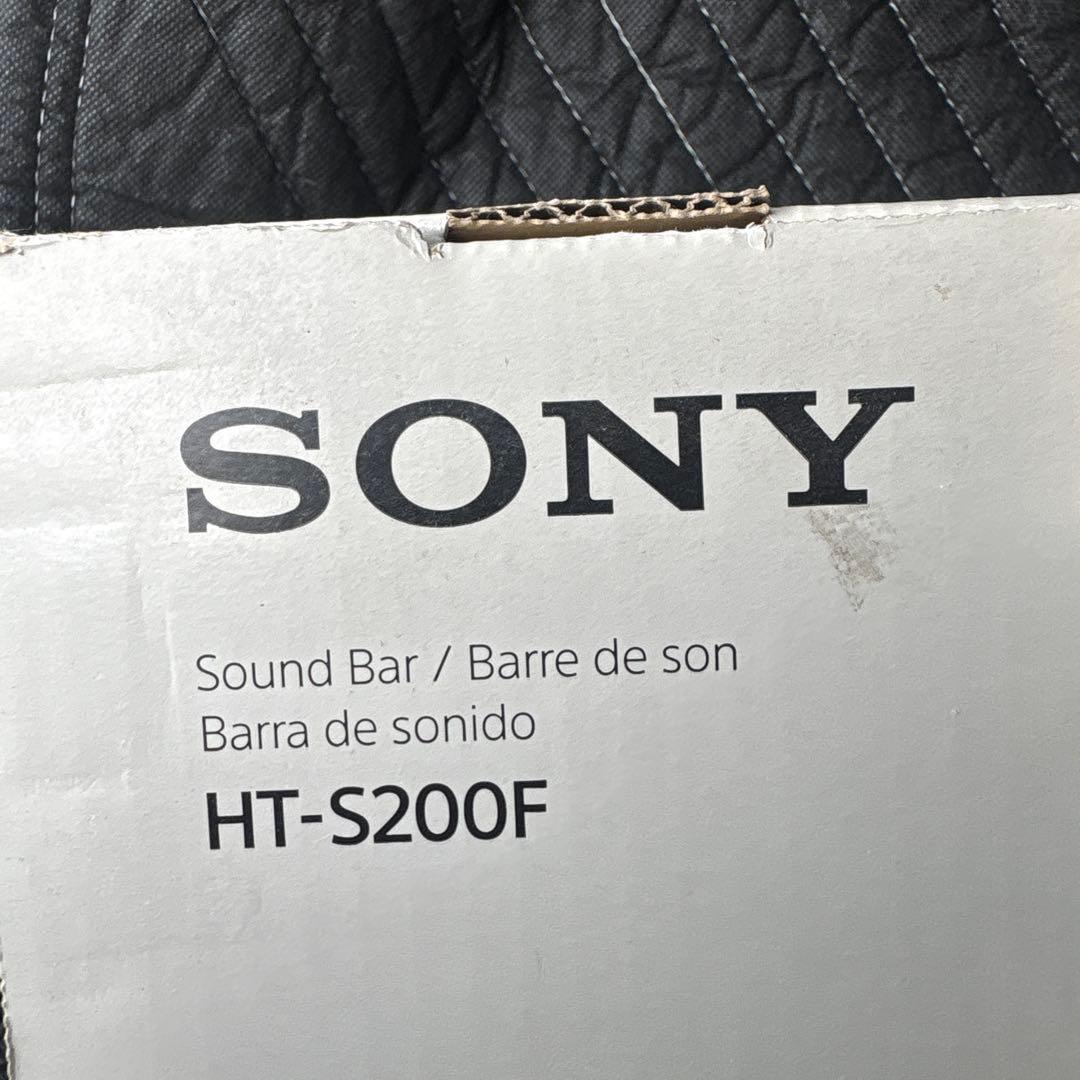 SONY
Sound Bar / Barre de son
Barra de sonido
HT-S200F